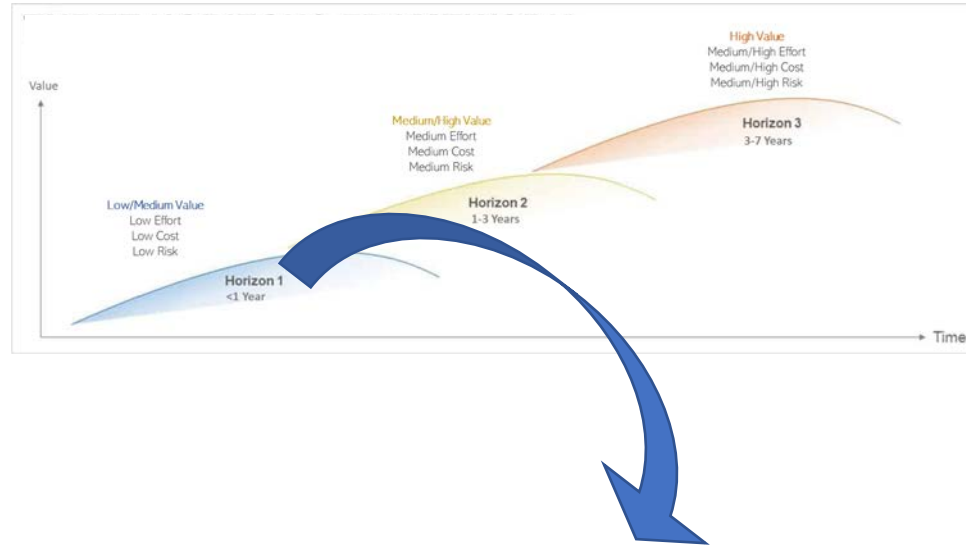 Value
Low/Medium Value
Low Effort
Low Cost
Low Risk
Horizon 1
<1 Year
Medium/High Value
Medium Effort
Medium Cost
Medium Risk
Horizon 2
1-3 Years
High Value
Medium/High Effort
Medium/High Cost
Medium/High Risk
Horizon 3
3-7 Years
Time